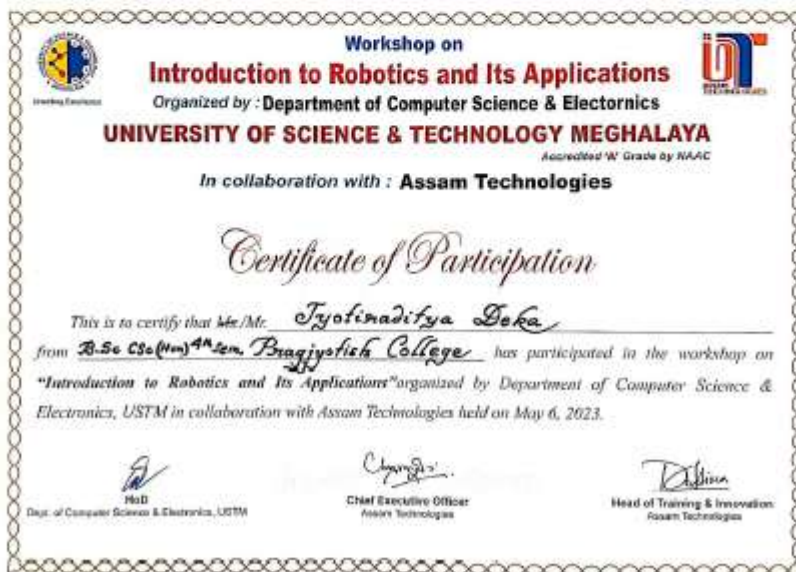 Workshop on
Introduction to Robotics and Its Applications
Organized by : Department of Computer Science & Electornics
UNIVERSITY OF SCIENCE & TECHNOLOGY MEGHALAYA
Accredited 'A' Grade by NAAC
In collaboration with : Assam Technologies
ASSAM
TECHNOLOGIES
Certificate of Participation
This is to certify that Ms./Mr. Jyotiraditya Deka
from B.Sc CSc(Hon) 4th Sem, Pragjyotish College has participated in the workshop on
"Introduction to Robotics and Its Applications"organized by Department of Computer Science &
Electronics, USTM in collaboration with Assam Technologies held on May 6, 2023.
HoD
Dept. of Computer Science & Electronics, USTM
Chief Executive Officer
Assam Technologies
Head of Training & Innovation
Assam Technologies